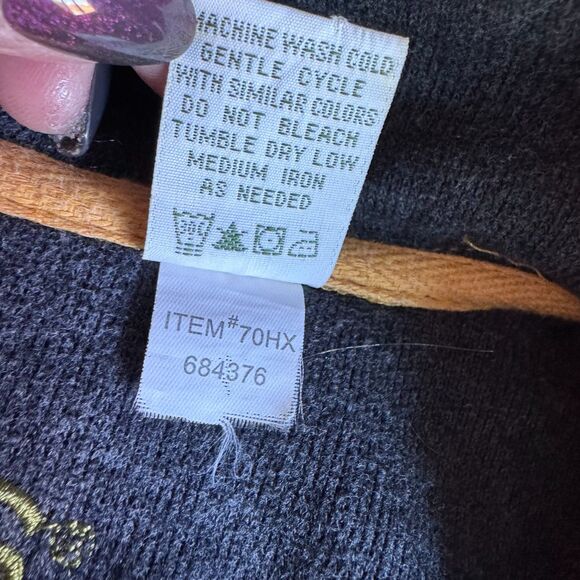 MACHINE WASH COLD
GENTLE CYCLE
WITH SIMILAR COLORS
DO NOT BLEACH
TUMBLE DRY LOW
MEDIUM IRON
AS NEEDED
30C
ITEM#70HX
684376